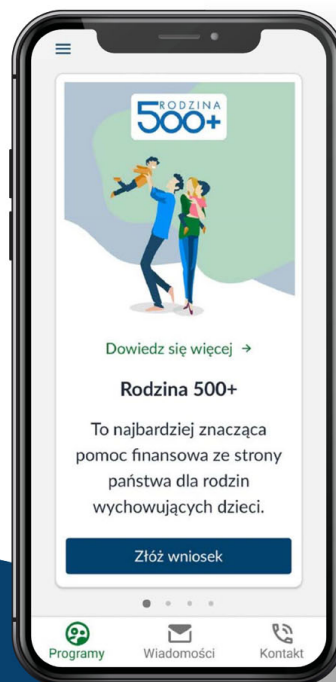 RODZINA
500+
Dowiedz się więcej →
Rodzina 500+
To najbardziej znacząca
pomoc finansowa ze strony
państwa dla rodzin
wychowujących dzieci.
Złóż wniosek
Programy Wiadomości Kontakt